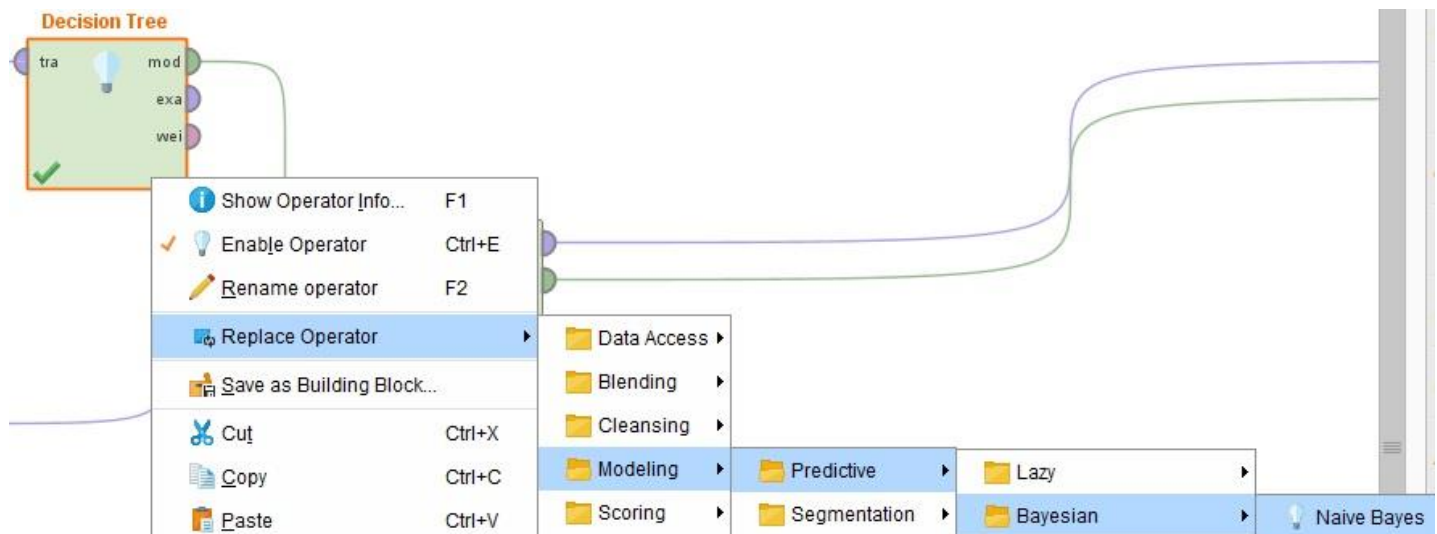 Decision Tree
tra mod
exa
wei
Show Operator Info... F1
Enable Operator Ctrl+E
Rename operator F2
Replace Operator
Save as Building Block...
Cut Ctrl+X
Copy Ctrl+C
Paste Ctrl+V
Data Access
Blending
Cleansing
Modeling
Scoring
Predictive
Segmentation
Lazy
Bayesian
Naive Bayes